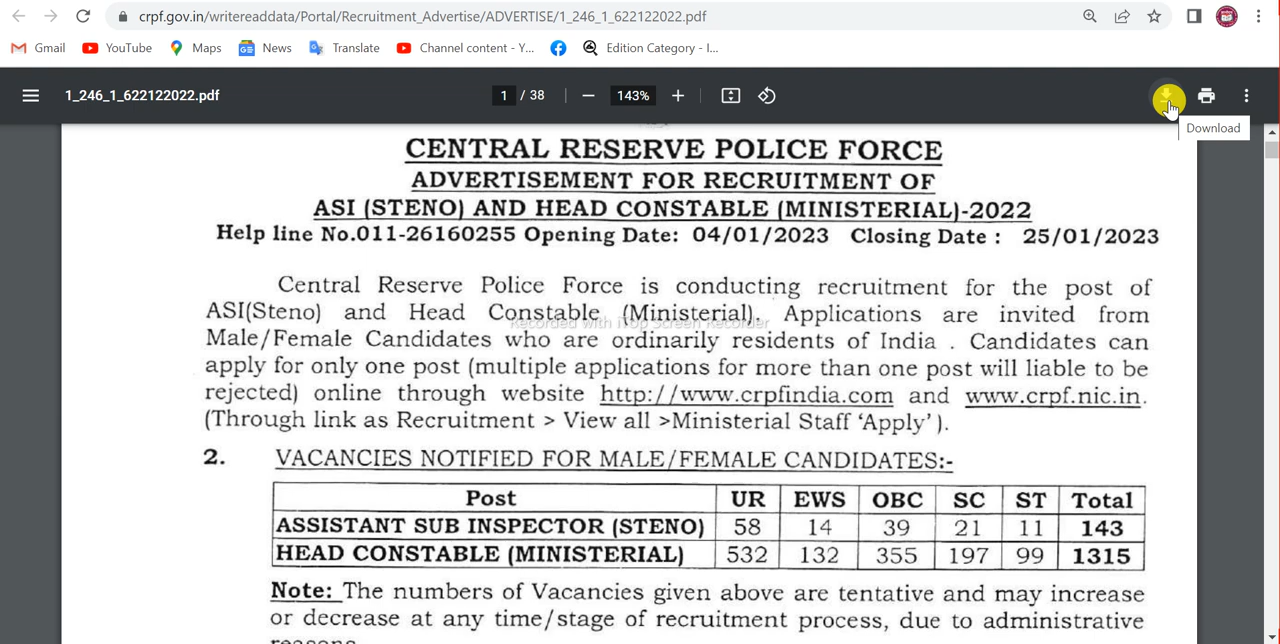 crpf.gov.in/writereaddata/Portal/Recruitment_Advertise/ADVERTISE/1_246_1_622122022.pdf
Gmail YouTube Maps News Translate Channel content - Y... Edition Category - I...
1_246_1_622122022.pdf 1 / 38 143%
Download
CENTRAL RESERVE POLICE FORCE
ADVERTISEMENT FOR RECRUITMENT OF
ASI (STENO) AND HEAD CONSTABLE (MINISTERIAL)-2022
Help line No.011-26160255 Opening Date: 04/01/2023 Closing Date : 25/01/2023
Central Reserve Police Force is conducting recruitment for the post of
ASI(Steno) and Head Constable (Ministerial). Applications are invited from
Recorded with iTop Screen Recorder
Male/Female Candidates who are ordinarily residents of India . Candidates can
apply for only one post (multiple applications for more than one post will liable to be
rejected) online through website http://www.crpfindia.com and www.crpf.nic.in.
(Through link as Recruitment > View all >Ministerial Staff 'Apply' ).
2. VACANCIES NOTIFIED FOR MALE/FEMALE CANDIDATES:-
Post UR EWS OBC SC ST Total
ASSISTANT SUB INSPECTOR (STENO) 58 14 39 21 11 143
HEAD CONSTABLE (MINISTERIAL) 532 132 355 197 99 1315
Note: The numbers of Vacancies given above are tentative and may increase
or decrease at any time/stage of recruitment process, due to administrative
reasons